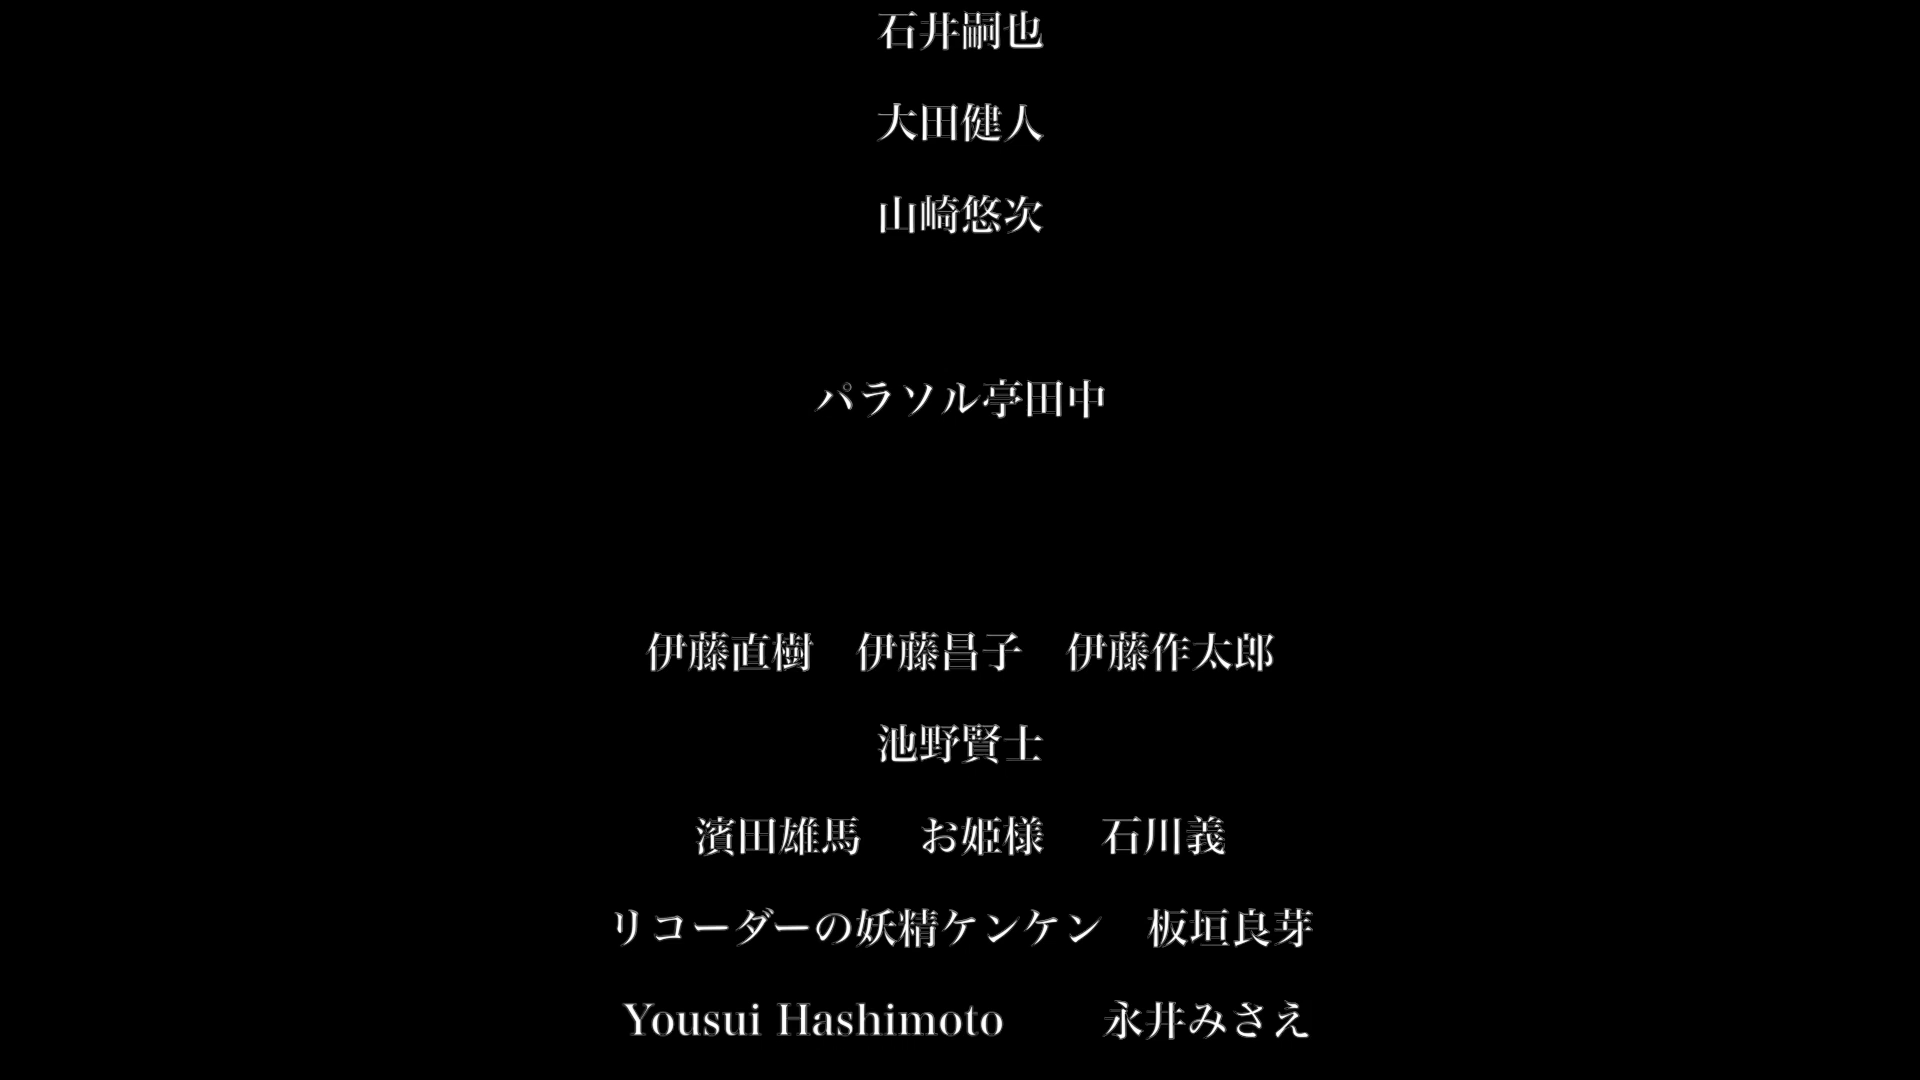 石井嗣也
大田健人
山崎悠次
パラソル亭田中
伊藤直樹　伊藤昌子　伊藤作太郎
池野賢士
濱田雄馬　お姫様　石川義
リコーダーの妖精ケンケン　板垣良芽
Yousui Hashimoto　永井みさえ